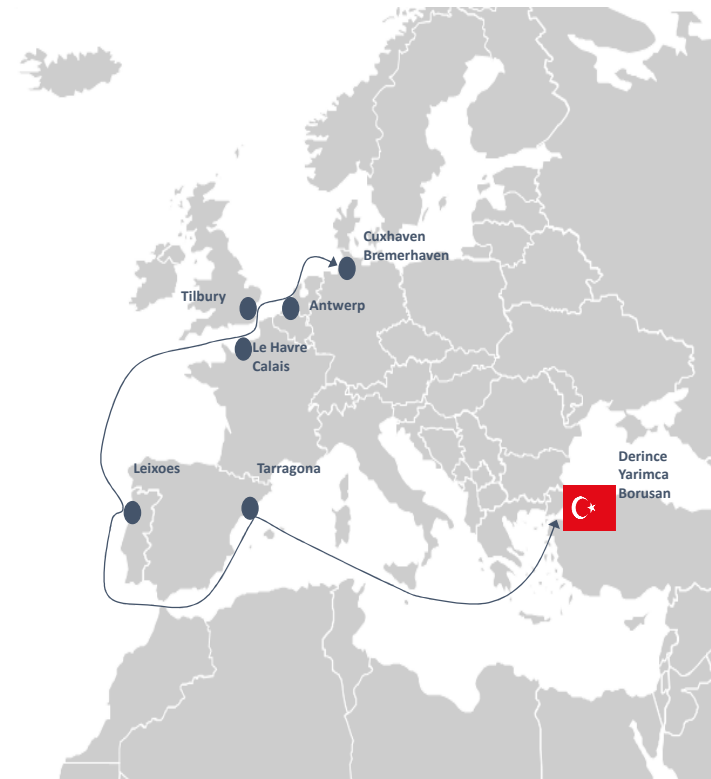 Cuxhaven
Bremerhaven
Tilbury
Antwerp
Le Havre
Calais
Leixoes
Tarragona
Derince
Yarimca
Borusan